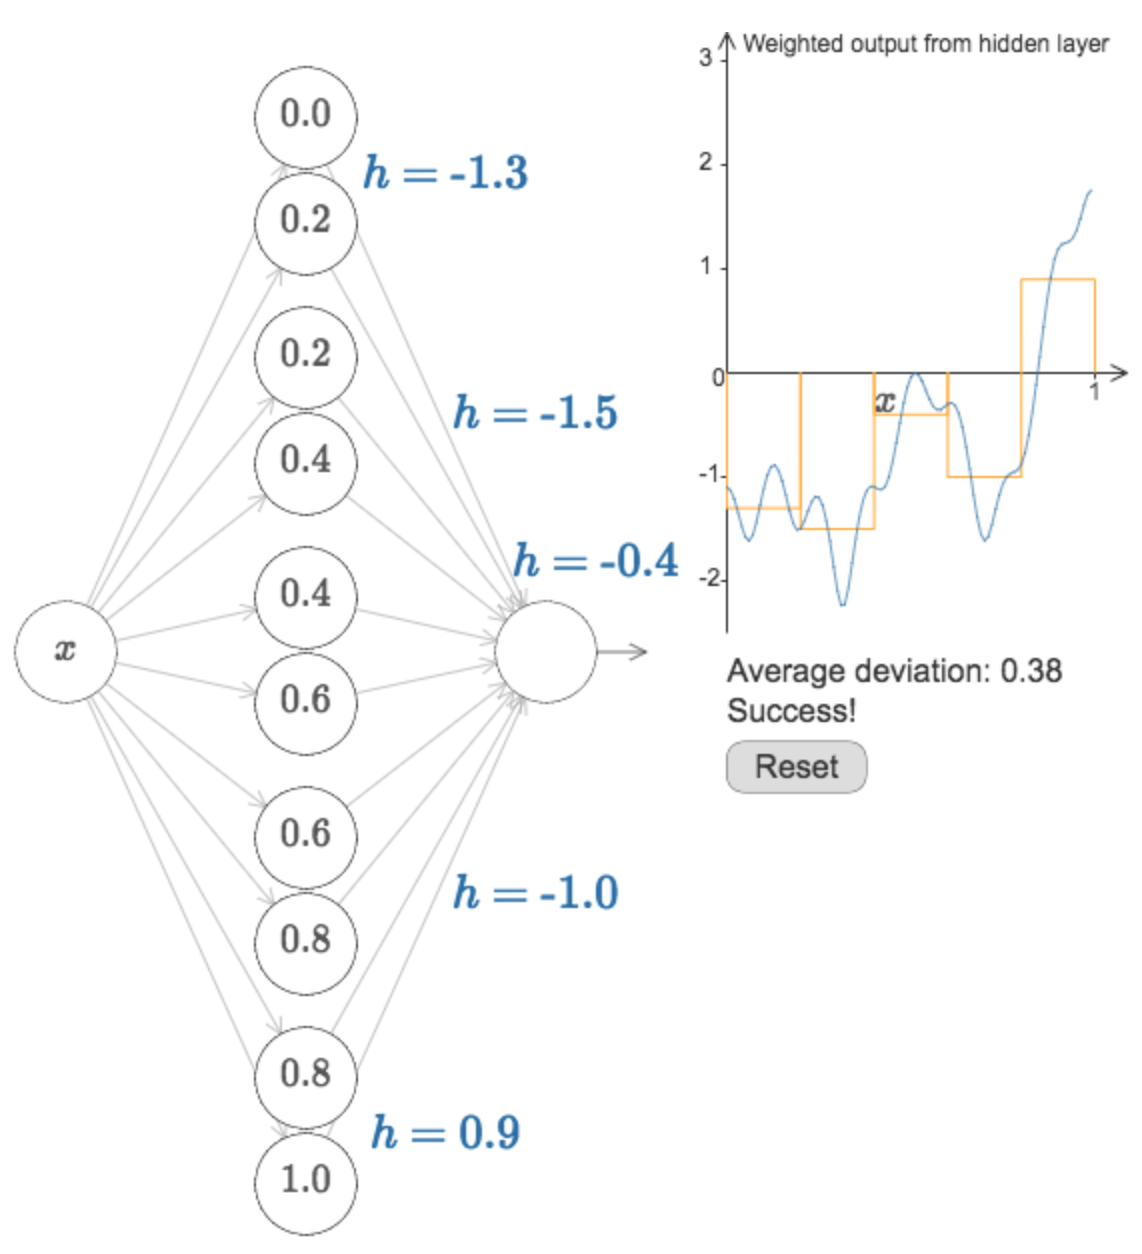 0.0
h = -1.3
0.2
0.2
h = -1.5
0.4
h = -0.4
0.4
x
0.6
0.6
h = -1.0
0.8
0.8
h = 0.9
1.0
Weighted output from hidden layer
3
2
1
0
x
1
-1
-2
Average deviation: 0.38
Success!
Reset